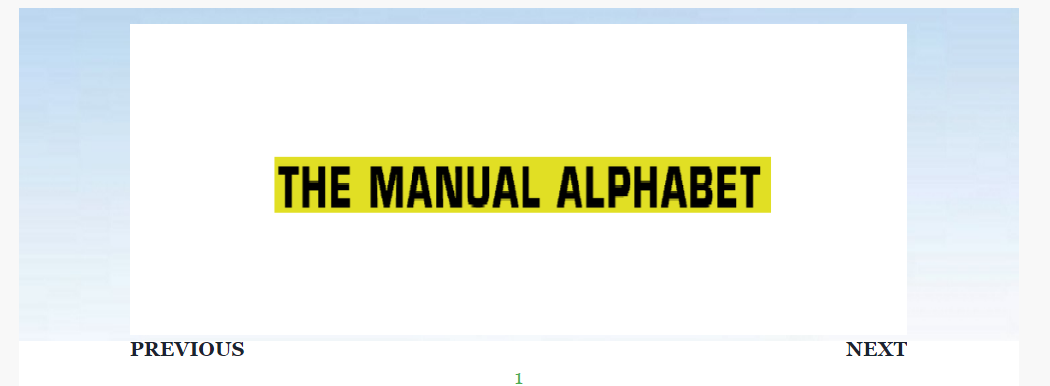 THE MANUAL ALPHABET
PREVIOUS NEXT
1